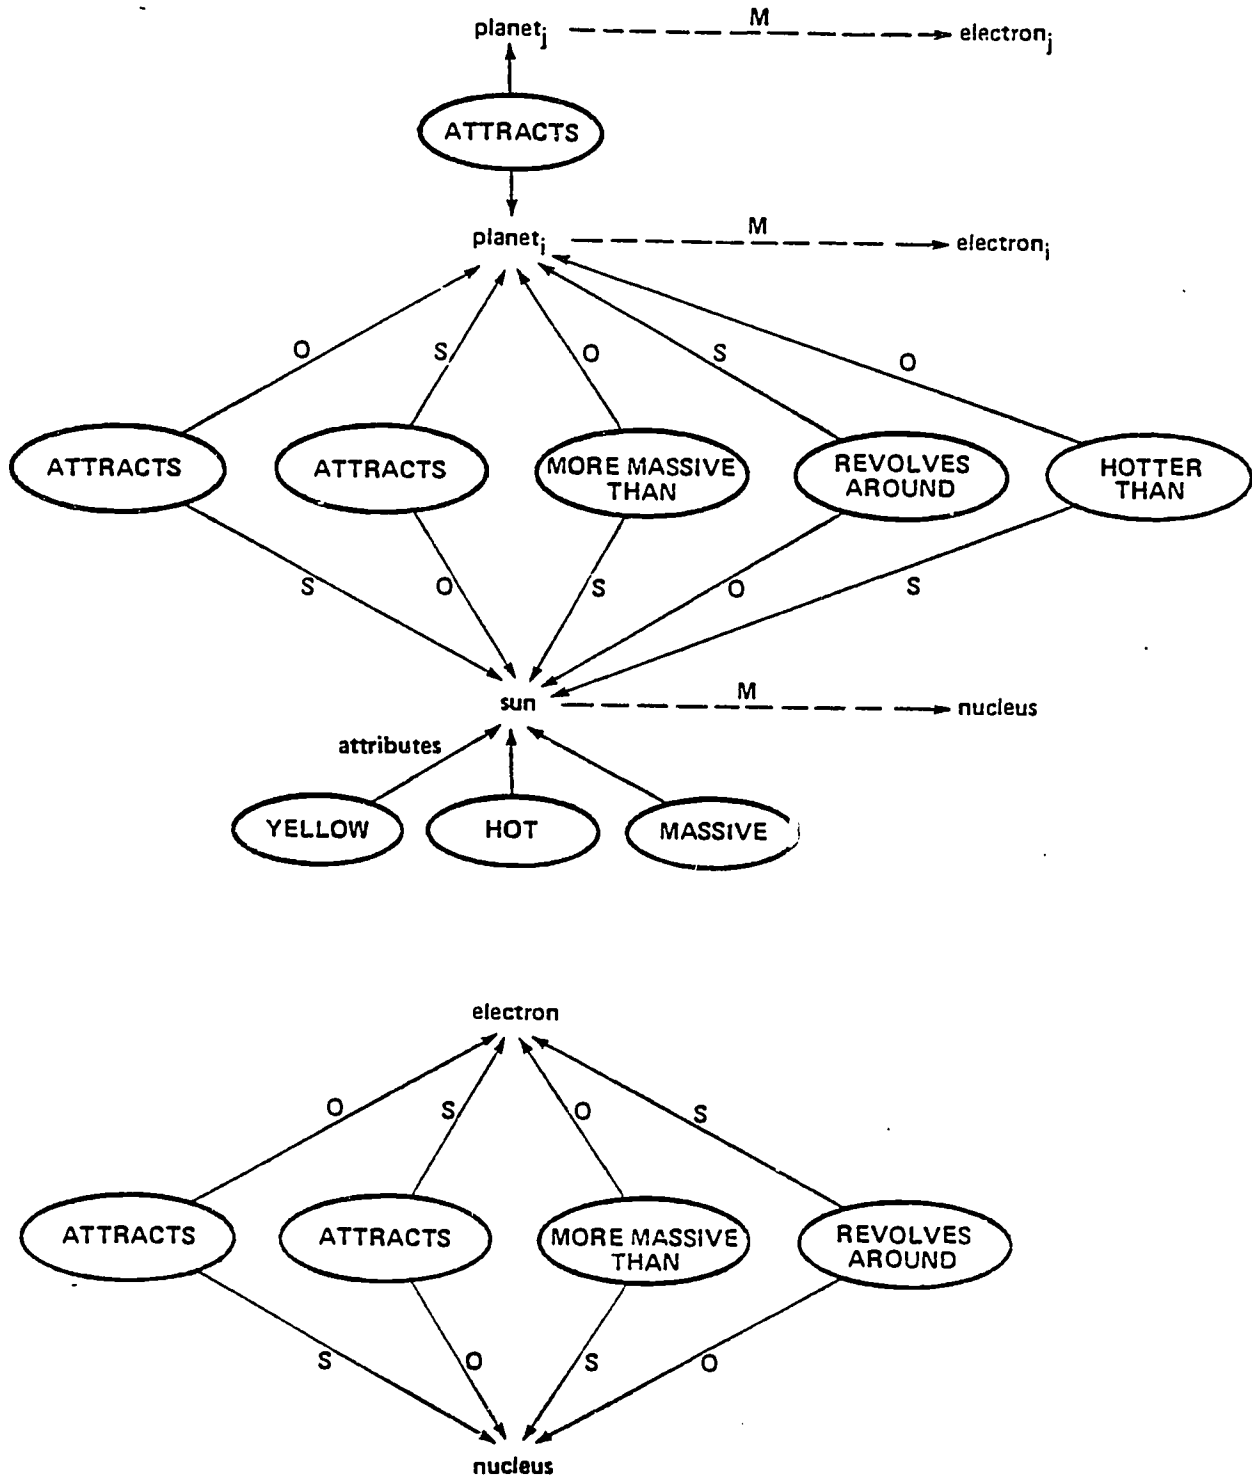 planetj M electronj
ATTRACTS
planeti M electroni
O S O S O
ATTRACTS ATTRACTS MORE MASSIVE THAN REVOLVES AROUND HOTTER THAN
S O S O S
sun M nucleus
attributes
YELLOW HOT MASSIVE
electron
O S O S
ATTRACTS ATTRACTS MORE MASSIVE THAN REVOLVES AROUND
S O S O
nucleus